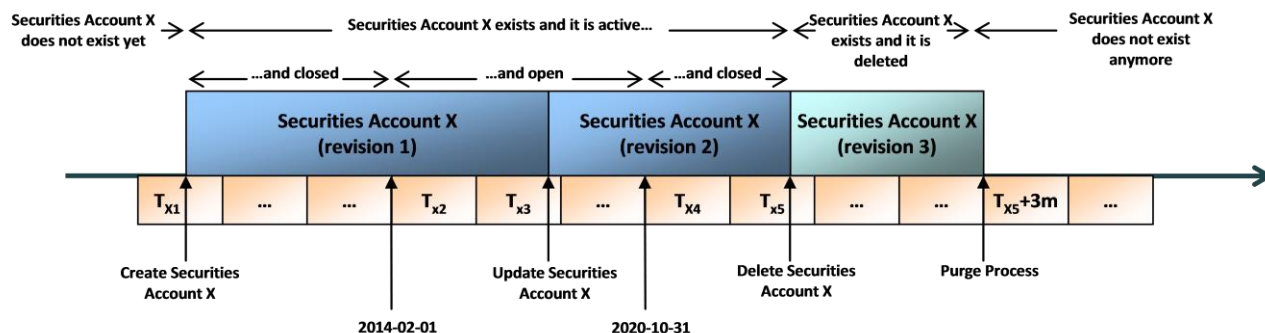 Securities Account X
does not exist yet
Securities Account X exists and it is active...
Securities Account X
exists and it is
deleted
Securities Account X
does not exist
anymore
...and closed
...and open
...and closed
Securities Account X
(revision 1)
Securities Account X
(revision 2)
Securities Account X
(revision 3)
TX1
...
...
Tx2
Tx3
...
TX4
Tx5
...
...
TX5+3m
...
Create Securities
Account X
Update Securities
Account X
Delete Securities
Account X
Purge Process
2014-02-01
2020-10-31